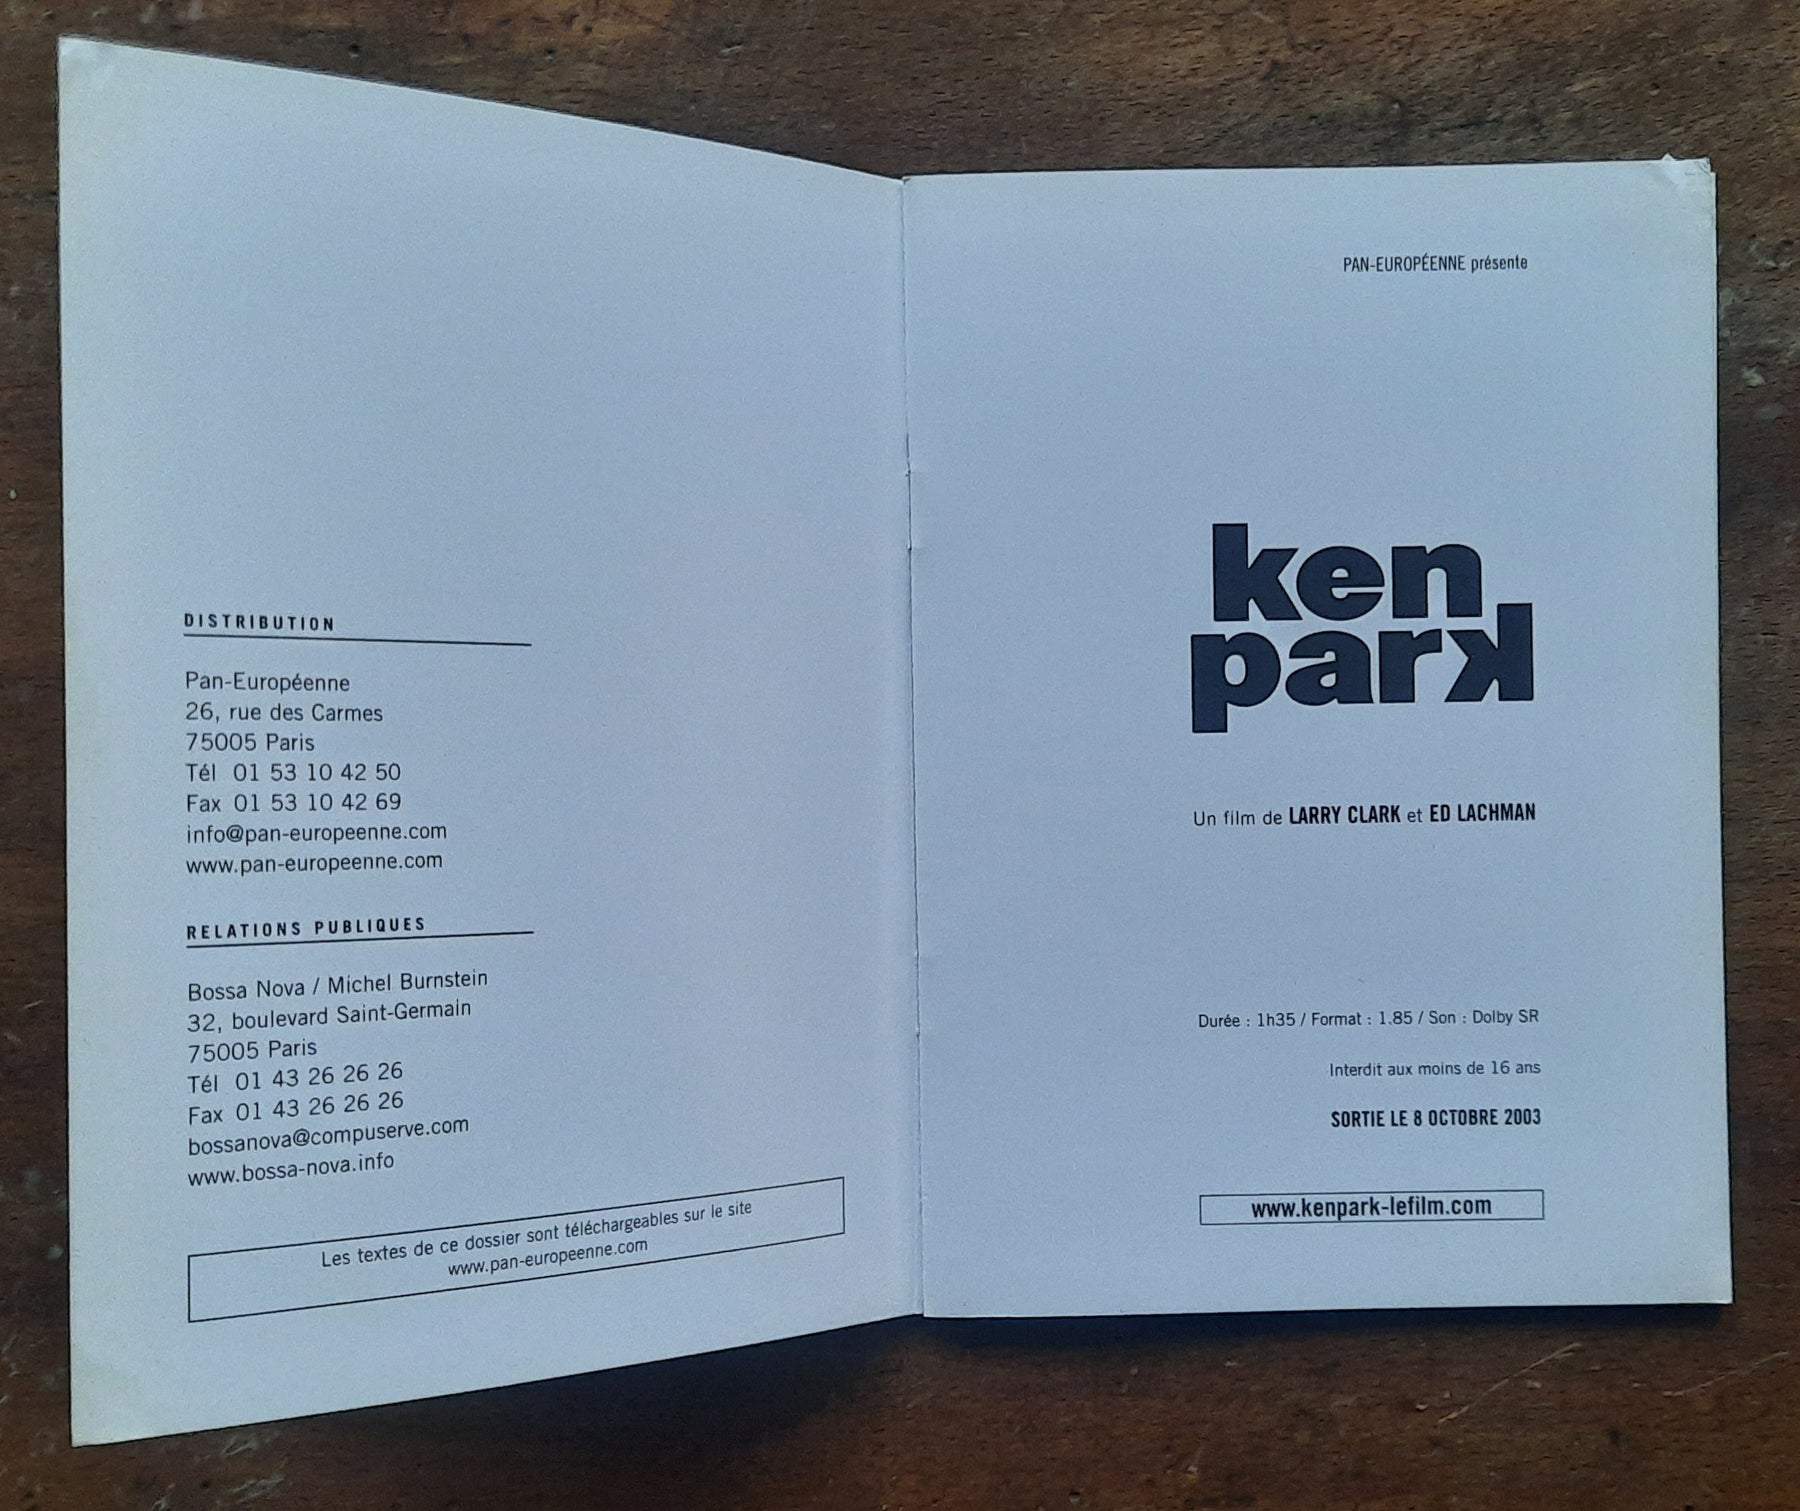 DISTRIBUTION
Pan-Européenne
26, rue des Carmes
75005 Paris
Tél 01 53 10 42 50
Fax 01 53 10 42 69
info@pan-europeenne.com
www.pan-europeenne.com
RELATIONS PUBLIQUES
Bossa Nova / Michel Burnstein
32, boulevard Saint-Germain
75005 Paris
Tél 01 43 26 26 26
Fax 01 43 26 26 26
bossanova@compuserve.com
www.bossa-nova.info
Les textes de ce dossier sont téléchargeables sur le site
www.pan-europeenne.com
PAN-EUROPÉENNE présente
ken
park
Un film de LARRY CLARK et ED LACHMAN
Durée : 1h35 / Format : 1.85 / Son : Dolby SR
Interdit aux moins de 16 ans
SORTIE LE 8 OCTOBRE 2003
www.kenpark-lefilm.com